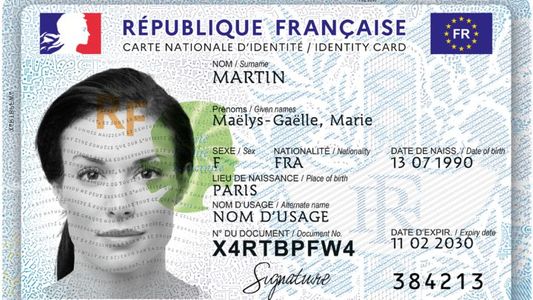 RÉPUBLIQUE FRANÇAISE
FR
CARTE NATIONALE D'IDENTITÉ / IDENTITY CARD
NOM / Surname
MARTIN
Prénoms / Given names
Maëlys-Gaëlle, Marie
SEXE / Sex NATIONALITÉ / Nationality DATE DE NAISS. / Date of birth
F FRA 13 07 1990
LIEU DE NAISSANCE / Place of birth
PARIS
NOM D'USAGE / Alternate name
NOM D'USAGE
N° DU DOCUMENT / Document No. DATE D'EXPIR. / Expiry date
X4RTBPFW4 11 02 2030
Signature
384213
RF